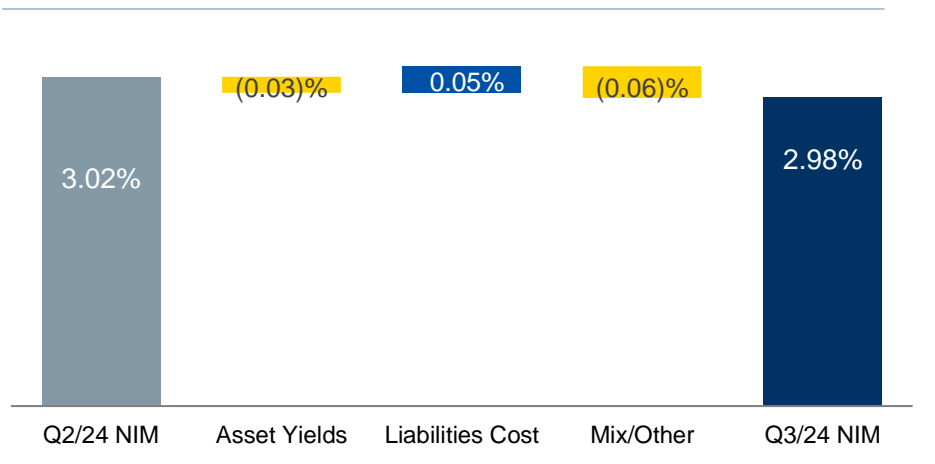 3.02%
(0.03)%
0.05%
(0.06)%
2.98%
Q2/24 NIM
Asset Yields
Liabilities Cost
Mix/Other
Q3/24 NIM